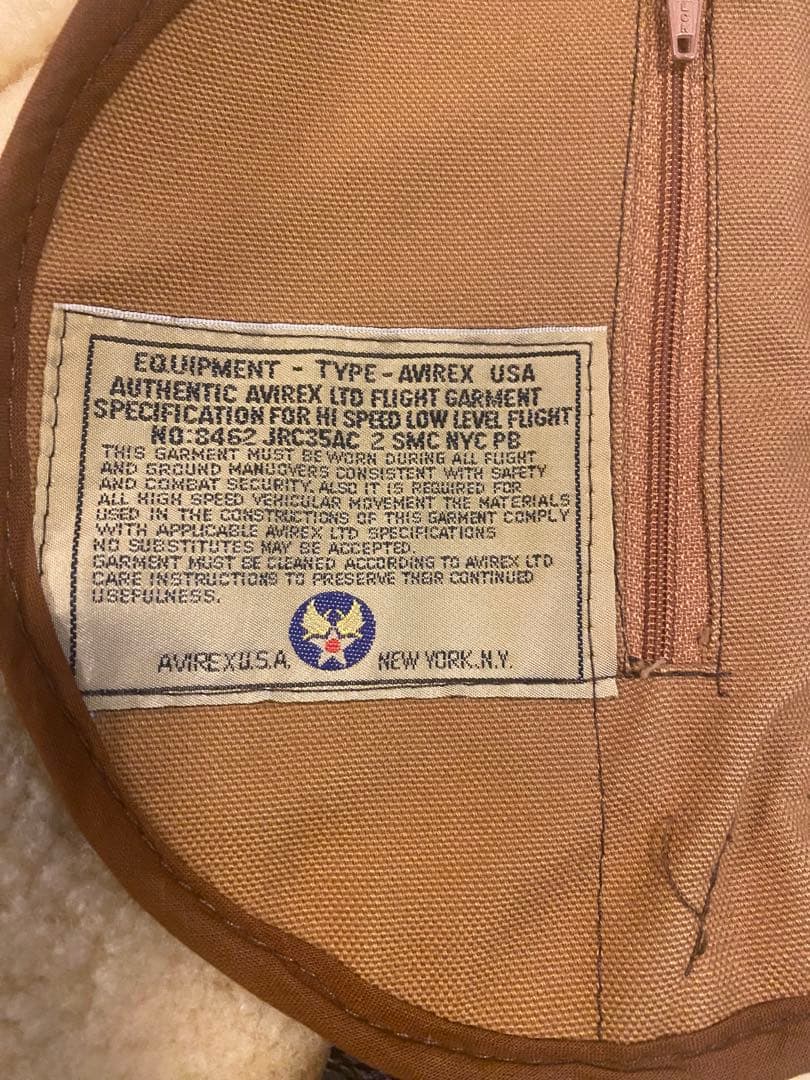 EQUIPMENT - TYPE - AVIREX USA
AUTHENTIC AVIREX LTD FLIGHT GARMENT
SPECIFICATION FOR HI SPEED LOW LEVEL FLIGHT
NO:8462 JRC35AC 2 SMC NYC PB
THIS GARMENT MUST BE WORN DURING ALL FLIGHT
AND GROUND MANUOVERS CONSISTENT WITH SAFETY
AND COMBAT SECURITY. ALSO IT IS REQUIRED FOR
ALL HIGH SPEED VEHICULAR MOVEMENT THE MATERIALS
USED IN THE CONSTRUCTIONS OF THIS GARMENT COMPLY
WITH APPLICABLE AVIREX LTD SPECIFICATIONS
NO SUBSTITUTES MAY BE ACCEPTED.
GARMENT MUST BE CLEANED ACCORDING TO AVIREX LTD
CARE INSTRUCTIONS TO PRESERVE THEIR CONTINUED
USEFULNESS.
AVIREX U.S.A. NEW YORK. N.Y.